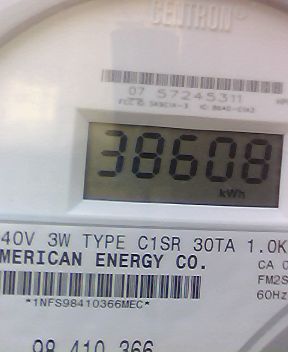 CENTRON®
07 57245311
38608
kWh
40V 3W TYPE C1SR 30TA 1.0K
MERICAN ENERGY CO.
CA 0
FM2S
60Hz
*1NFS98410366MEC*
98 410 366